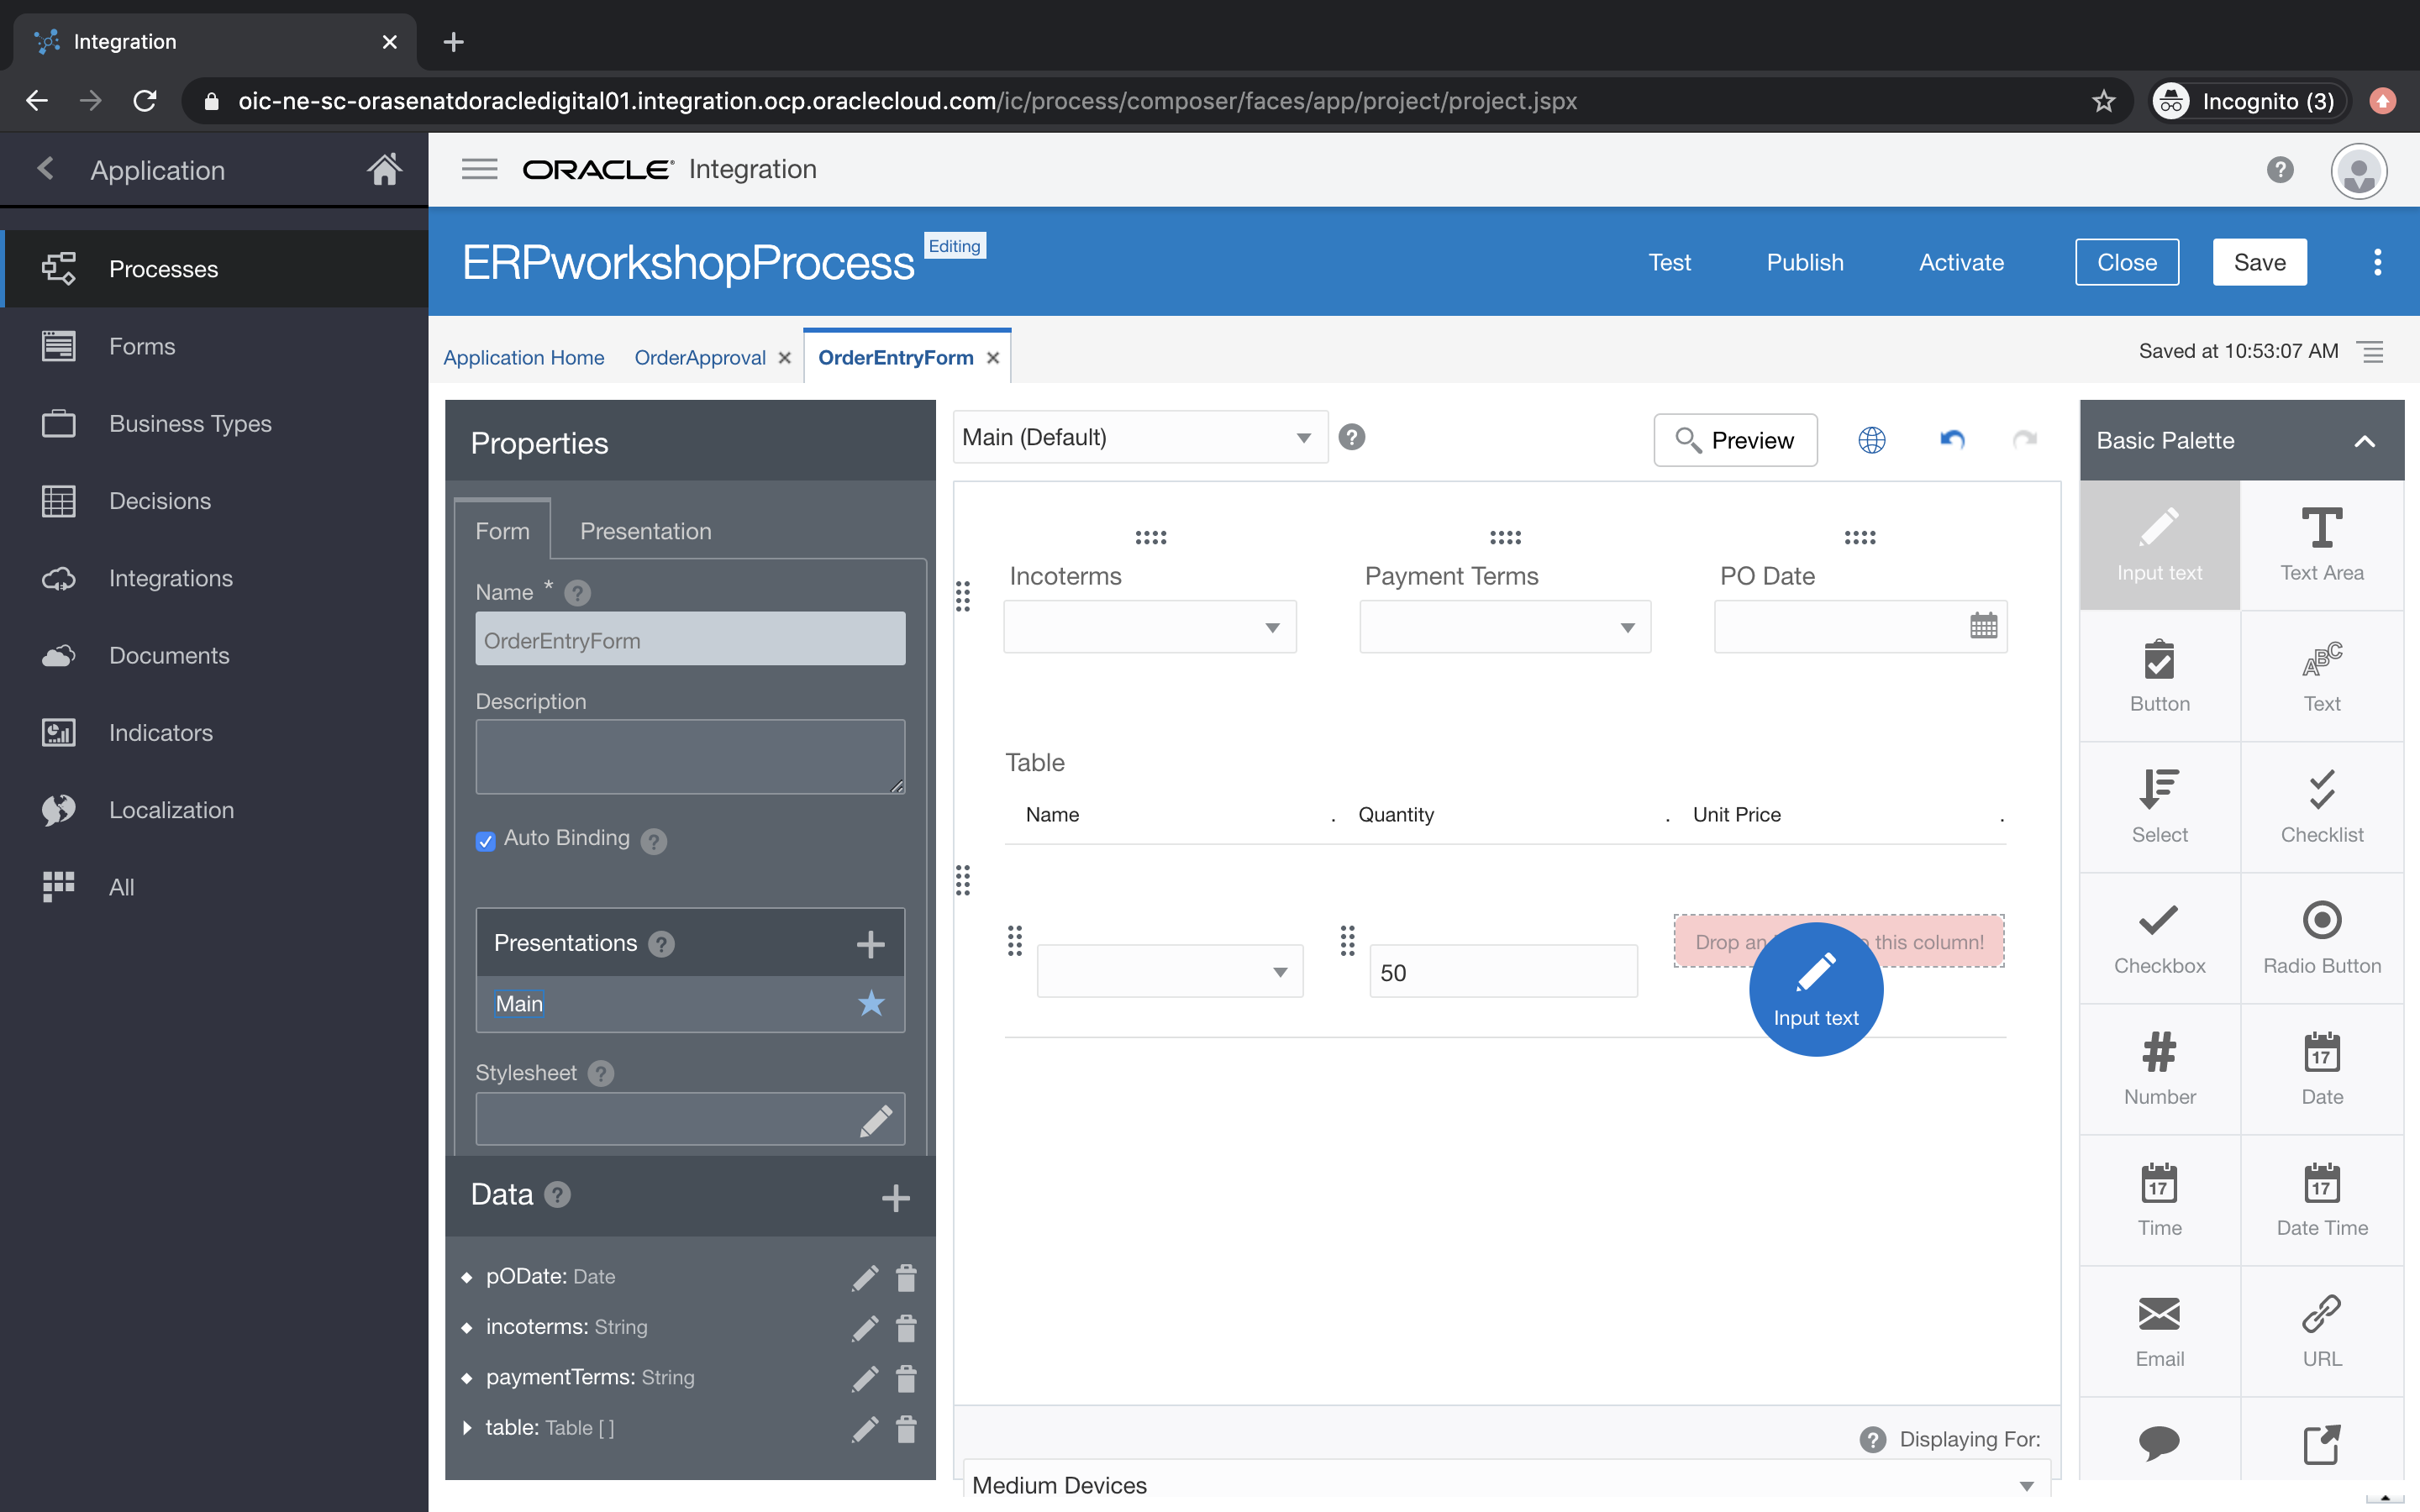 Integration
oic-ne-sc-orasenatdoracledigital01.integration.ocp.oraclecloud.com/ic/process/composer/faces/app/project/project.jspx
Incognito (3)
Application
ORACLE Integration
?
Processes
Forms
Business Types
Decisions
Integrations
Documents
Indicators
Localization
All
ERPworkshopProcess
Editing
Test
Publish
Activate
Close
Save
Application Home
OrderApproval
OrderEntryForm
Saved at 10:53:07 AM
Properties
Form
Presentation
Name * ?
OrderEntryForm
Description
Auto Binding ?
Presentations ?
Main
Stylesheet ?
Data ?
pODate: Date
incoterms: String
paymentTerms: String
table: Table [ ]
Main (Default)
?
Preview
Incoterms
Payment Terms
PO Date
Table
Name . Quantity . Unit Price .
50
Drop an this column!
Input text
? Displaying For:
Medium Devices
Basic Palette
Input text
Text Area
Button
ABC
Text
Select
Checklist
Checkbox
Radio Button
Number
17
Date
17
Time
17
Date Time
Email
URL